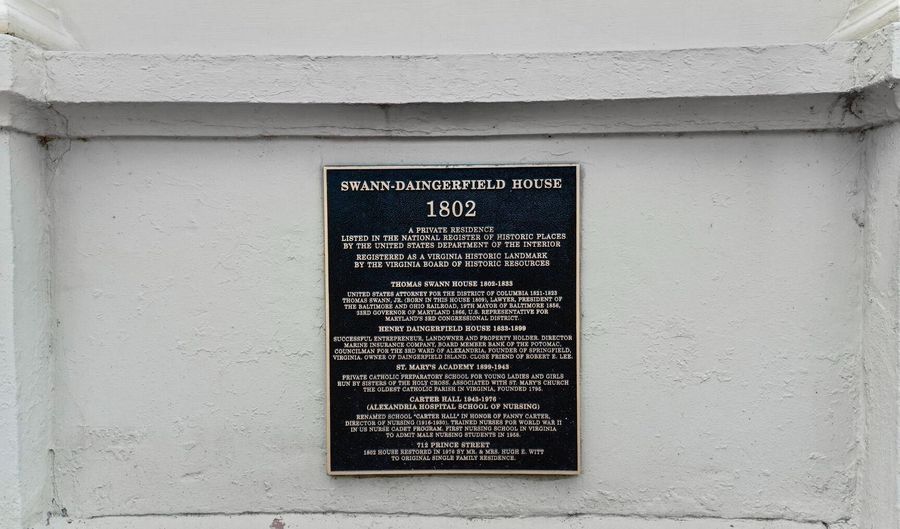 SWANN-DAINGERFIELD HOUSE
1802
A PRIVATE RESIDENCE
LISTED IN THE NATIONAL REGISTER OF HISTORIC PLACES
BY THE UNITED STATES DEPARTMENT OF THE INTERIOR
REGISTERED AS A VIRGINIA HISTORIC LANDMARK
BY THE VIRGINIA BOARD OF HISTORIC RESOURCES
THOMAS SWANN HOUSE 1802-1833
UNITED STATES ATTORNEY FOR THE DISTRICT OF COLUMBIA 1821-1833
THOMAS SWANN, JR. (BORN IN THIS HOUSE 1809), LAWYER, PRESIDENT OF
THE BALTIMORE AND OHIO RAILROAD, 19TH MAYOR OF BALTIMORE 1856,
33RD GOVERNOR OF MARYLAND 1866, U.S. REPRESENTATIVE FOR
MARYLAND'S 3RD CONGRESSIONAL DISTRICT.
HENRY DAINGERFIELD HOUSE 1833-1899
SUCCESSFUL ENTREPRENEUR, LANDOWNER AND PROPERTY HOLDER. DIRECTOR
MARINE INSURANCE COMPANY, BOARD MEMBER BANK OF THE POTOMAC,
COUNCILMAN FOR THE 3RD WARD OF ALEXANDRIA, FOUNDER OF SPRINGFIELD,
VIRGINIA. OWNER OF DAINGERFIELD ISLAND. CLOSE FRIEND OF ROBERT E. LEE.
ST. MARY'S ACADEMY 1899-1943
PRIVATE CATHOLIC PREPARATORY SCHOOL FOR YOUNG LADIES AND GIRLS
RUN BY SISTERS OF THE HOLY CROSS. ASSOCIATED WITH ST. MARY'S CHURCH
THE OLDEST CATHOLIC PARISH IN VIRGINIA, FOUNDED 1795.
CARTER HALL 1943-1976
(ALEXANDRIA HOSPITAL SCHOOL OF NURSING)
RENAMED SCHOOL "CARTER HALL" IN HONOR OF FANNY CARTER,
DIRECTOR OF NURSING (1916-1930). TRAINED NURSES FOR WORLD WAR II
IN US NURSE CADET PROGRAM. FIRST NURSING SCHOOL IN VIRGINIA
TO ADMIT MALE NURSING STUDENTS IN 1958.
712 PRINCE STREET
1802 HOUSE RESTORED IN 1976 BY MR. & MRS. HUGH E. WITT
TO ORIGINAL SINGLE FAMILY RESIDENCE.